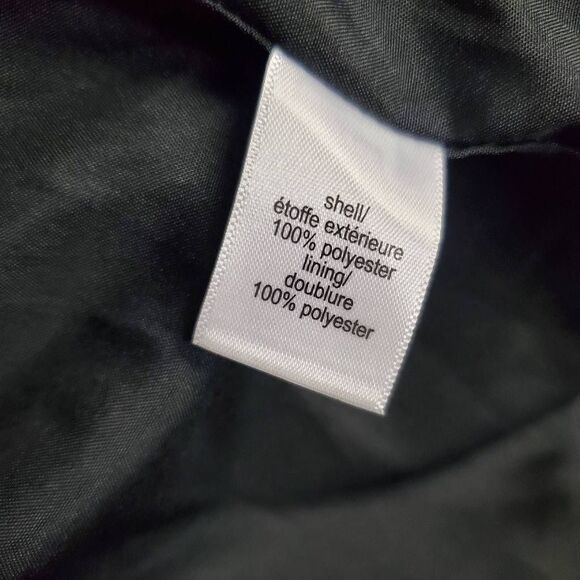 shell/
étoffe extérieure
100% polyester
lining/
doublure
100% polyester